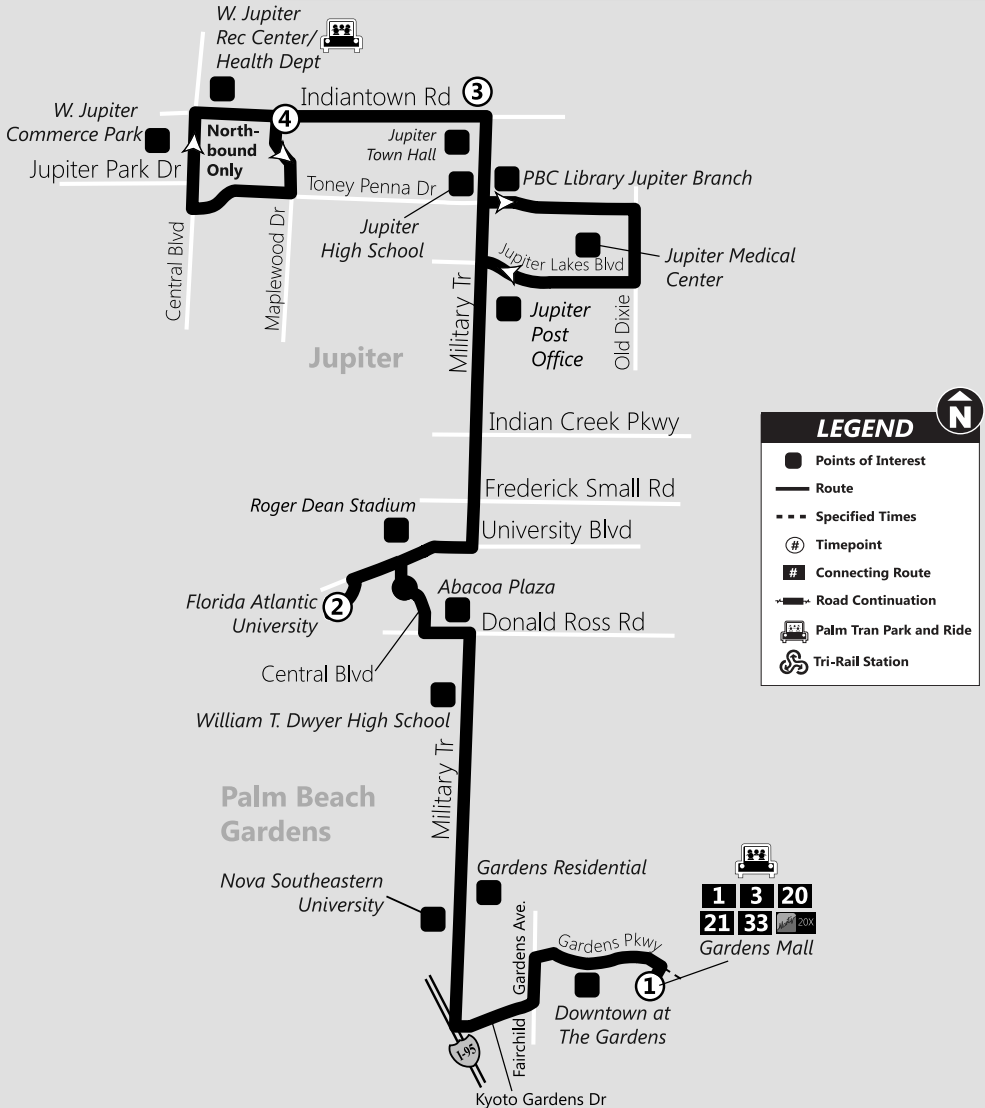 W. Jupiter
Rec Center/
Health Dept
Indiantown Rd
3
4
W. Jupiter
Commerce Park
North-
bound
Only
Jupiter
Town Hall
Jupiter Park Dr
Toney Penna Dr
PBC Library Jupiter Branch
Jupiter
High School
Central Blvd
Maplewood Dr
Jupiter Lakes Blvd
Jupiter Medical
Center
Military Tr
Jupiter
Post
Office
Old Dixie
Jupiter
Indian Creek Pkwy
N
LEGEND
Points of Interest
Route
Specified Times
# Timepoint
# Connecting Route
Road Continuation
Palm Tran Park and Ride
Tri-Rail Station
Frederick Small Rd
Roger Dean Stadium
University Blvd
Abacoa Plaza
Florida Atlantic
University
2
Donald Ross Rd
Central Blvd
William T. Dwyer High School
Military Tr
Palm Beach
Gardens
Gardens Residential
Nova Southeastern
University
1 3 20
21 33 20X
Gardens Mall
Fairchild Gardens Ave.
Gardens Pkwy
1
Downtown at
The Gardens
I-95
Kyoto Gardens Dr